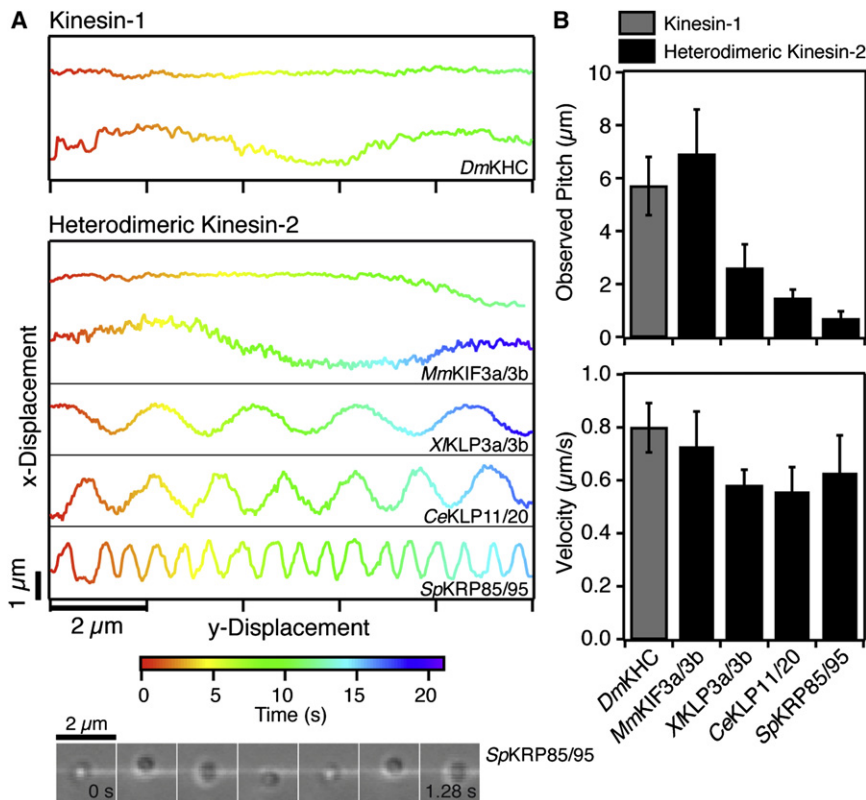 A
Kinesin-1
DmKHC
Heterodimeric Kinesin-2
MmKIF3a/3b
XlKLP3a/3b
CeKLP11/20
SpKRP85/95
x-Displacement
1 µm
2 µm
y-Displacement
0 5 10 15 20
Time (s)
2 µm
0 s
1.28 s
SpKRP85/95
B
Kinesin-1
Heterodimeric Kinesin-2
Observed Pitch (µm)
10
8
6
4
2
0
Velocity (µm/s)
1.0
0.8
0.6
0.4
0.2
0.0
DmKHC
MmKIF3a/3b
XlKLP3a/3b
CeKLP11/20
SpKRP85/95